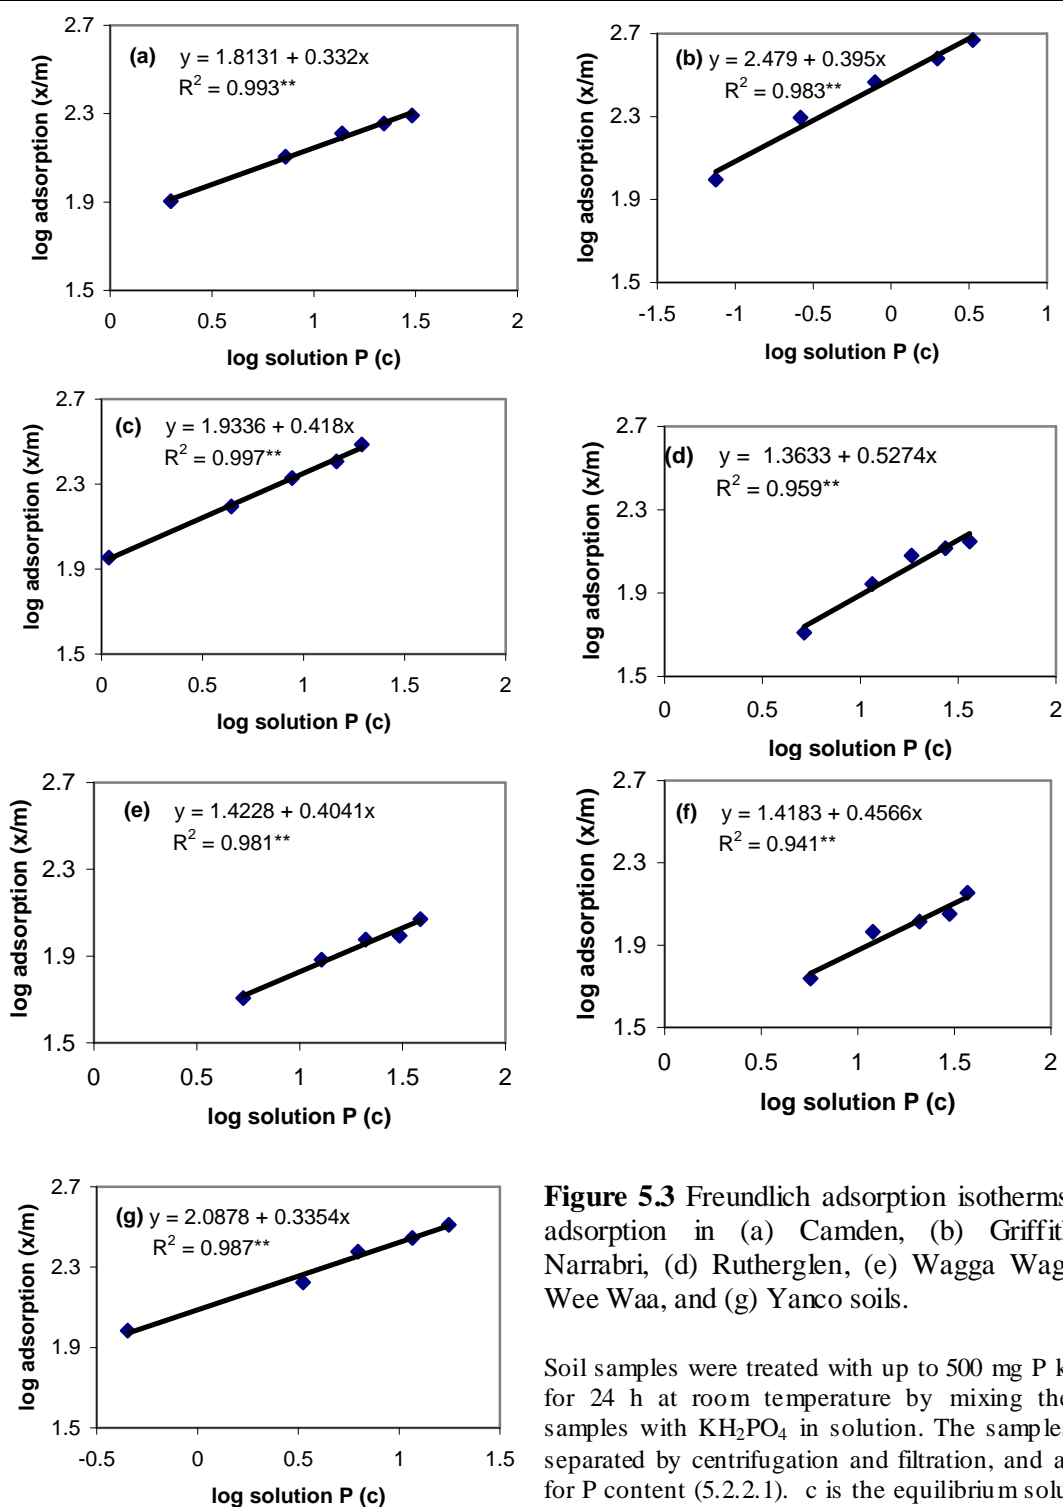 2.7
(a) y = 1.8131 + 0.332x
R² = 0.993**
2.3
1.9
1.5
0 0.5 1 1.5 2
log solution P (c)
log adsorption (x/m)
2.7
(b) y = 2.479 + 0.395x
R² = 0.983**
2.3
1.9
1.5
-1.5 -1 -0.5 0 0.5 1
log solution P (c)
log adsorption (x/m)
2.7
(c) y = 1.9336 + 0.418x
R² = 0.997**
2.3
1.9
1.5
0 0.5 1 1.5 2
log solution P (c)
log adsorption (x/m)
2.7
(d) y = 1.3633 + 0.5274x
R² = 0.959**
2.3
1.9
1.5
0 0.5 1 1.5 2
log solution P (c)
log adsorption (x/m)
2.7
(e) y = 1.4228 + 0.4041x
R² = 0.981**
2.3
1.9
1.5
0 0.5 1 1.5 2
log solution P (c)
log adsorption (x/m)
2.7
(f) y = 1.4183 + 0.4566x
R² = 0.941**
2.3
1.9
1.5
0 0.5 1 1.5 2
log solution P (c)
log adsorption (x/m)
2.7
(g) y = 2.0878 + 0.3354x
R² = 0.987**
2.3
1.9
1.5
-0.5 0 0.5 1 1.5
log solution P (c)
log adsorption (x/m)
Figure 5.3 Freundlich adsorption isotherms
adsorption in (a) Camden, (b) Griffit
Narrabri, (d) Rutherglen, (e) Wagga Wag
Wee Waa, and (g) Yanco soils.
Soil samples were treated with up to 500 mg P k
for 24 h at room temperature by mixing the
samples with KH₂PO₄ in solution. The sample
separated by centrifugation and filtration, and a
for P content (5.2.2.1). c is the equilibrium solu